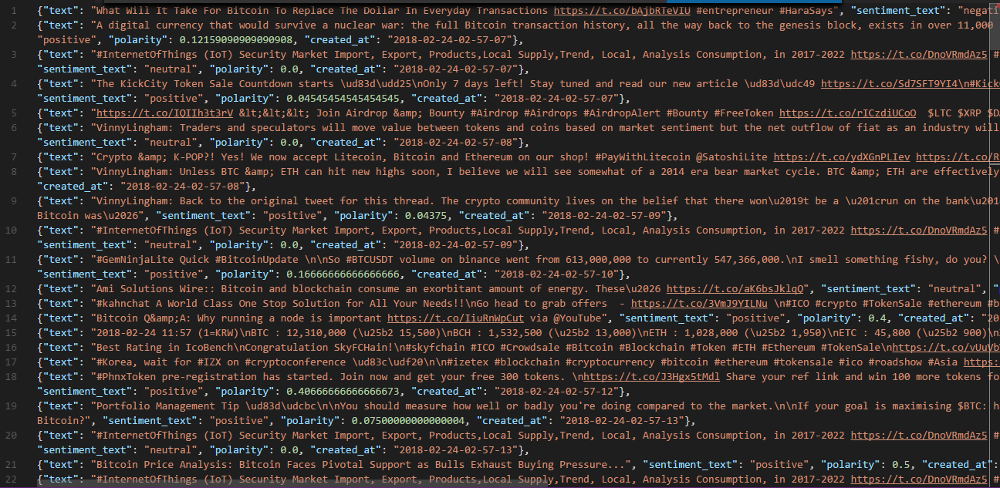 1 {"text": "What Will It Take For Bitcoin To Replace The Dollar In Everyday Transactions https://t.co/bAjbRTeVIU #entrepreneur #HaraSays", "sentiment_text": "negati
2 {"text": "A digital currency that would survive a nuclear war: the full Bitcoin transaction history, all the way back to the genesis block, exists in over 11,000
"positive", "polarity": 0.12159090909090908, "created_at": "2018-02-24-02-57-07"},
3 {"text": "#InternetOfThings (IoT) Security Market Import, Export, Products,Local Supply,Trend, Local, Analysis Consumption, in 2017-2022 https://t.co/DnoVRmdAz5 #
"sentiment_text": "neutral", "polarity": 0.0, "created_at": "2018-02-24-02-57-07"},
4 {"text": "The KickCity Token Sale Countdown starts \ud83d\udd25\nOnly 7 days left! Stay tuned and read our new article \ud83d\udc49 https://t.co/Sd7SFT9YI4\n#Kick
"sentiment_text": "positive", "polarity": 0.04545454545454545, "created_at": "2018-02-24-02-57-07"},
5 {"text": "https://t.co/IQIIh3t3rV &lt;&lt;&lt; Join Airdrop &amp; Bounty #Airdrop #Airdrops #AirdropAlert #Bounty #FreeToken https://t.co/rICzdiUCoO $LTC $XRP $D
6 {"text": "VinnyLingham: Traders and speculators will move value between tokens and coins based on market sentiment but the net outflow of fiat as an industry will
"sentiment_text": "neutral", "polarity": 0.0, "created_at": "2018-02-24-02-57-08"},
7 {"text": "Crypto &amp; K-POP?! Yes! We now accept Litecoin, Bitcoin and Ethereum on our shop! #PayWithLitecoin @SatoshiLite https://t.co/ydXGnPLIev https://t.co/R
8 {"text": "VinnyLingham: Unless BTC &amp; ETH can hit new highs soon, I believe we will see somewhat of a 2014 era bear market cycle. BTC &amp; ETH are effectively
"created_at": "2018-02-24-02-57-08"},
9 {"text": "VinnyLingham: Back to the original tweet for this thread. The crypto community lives on the belief that there won\u2019t be a \u201crun on the bank\u201
Bitcoin was\u2026", "sentiment_text": "positive", "polarity": 0.04375, "created_at": "2018-02-24-02-57-09"},
10 {"text": "#InternetOfThings (IoT) Security Market Import, Export, Products,Local Supply,Trend, Local, Analysis Consumption, in 2017-2022 https://t.co/DnoVRmdAz5 #
"sentiment_text": "neutral", "polarity": 0.0, "created_at": "2018-02-24-02-57-09"},
11 {"text": "#GemNinjaLite Quick #BitcoinUpdate \n\nSo #BTCUSDT volume on binance went from 613,000,000 to currently 547,366,000.\nI smell something fishy, do you? \
"sentiment_text": "positive", "polarity": 0.16666666666666666, "created_at": "2018-02-24-02-57-10"},
12 {"text": "Ami Solutions Wire:: Bitcoin and blockchain consume an exorbitant amount of energy. These\u2026 https://t.co/aK6bsJklqQ", "sentiment_text": "neutral", "
13 {"text": "#kahnchat A World Class One Stop Solution for All Your Needs!!\nGo head to grab offers - https://t.co/3VmJ9YILNu \n#ICO #crypto #TokenSale #ethereum #b
14 {"text": "Bitcoin Q&amp;A: Why running a node is important https://t.co/IiuRnWpCut via @YouTube", "sentiment_text": "positive", "polarity": 0.4, "created_at": "20
15 {"text": "2018-02-24 11:57 (1=KRW)\nBTC : 12,310,000 (\u25b2 15,500)\nBCH : 1,532,500 (\u25b2 13,000)\nETH : 1,028,000 (\u25b2 1,950)\nETC : 45,800 (\u25b2 900)\n
16 {"text": "Best Rating in IcoBench\nCongratulation SkyFCHain!\n#skyfchain #ICO #Crowdsale #Bitcoin #Blockchain #Token #ETH #Ethereum #TokenSale\nhttps://t.co/vUuVb
17 {"text": "#Korea, wait for #IZX on #cryptoconference \ud83c\udf20\n\n#izetex #blockchain #cryptocurrency #bitcoin #ethereum #tokensale #ico #roadshow #Asia https:
18 {"text": "#PhnxToken pre-registration has started. Join now and get your free 300 tokens. \nhttps://t.co/J3Hgx5tMdl Share your ref link and win 100 more tokens fo
"sentiment_text": "positive", "polarity": 0.40666666666666673, "created_at": "2018-02-24-02-57-12"},
19 {"text": "Portfolio Management Tip \ud83d\udcbc\n\nYou should measure how well or badly you're doing compared to the market.\n\nIf your goal is maximising $BTC: h
Bitcoin?", "sentiment_text": "positive", "polarity": 0.07500000000000004, "created_at": "2018-02-24-02-57-13"},
20 {"text": "#InternetOfThings (IoT) Security Market Import, Export, Products,Local Supply,Trend, Local, Analysis Consumption, in 2017-2022 https://t.co/DnoVRmdAz5 #
"sentiment_text": "neutral", "polarity": 0.0, "created_at": "2018-02-24-02-57-13"},
21 {"text": "Bitcoin Price Analysis: Bitcoin Faces Pivotal Support as Bulls Exhaust Buying Pressure...", "sentiment_text": "positive", "polarity": 0.5, "created_at":
22 {"text": "#InternetOfThings (IoT) Security Market Import, Export, Products,Local Supply,Trend, Local, Analysis Consumption, in 2017-2022 https://t.co/DnoVRmdAz5 #